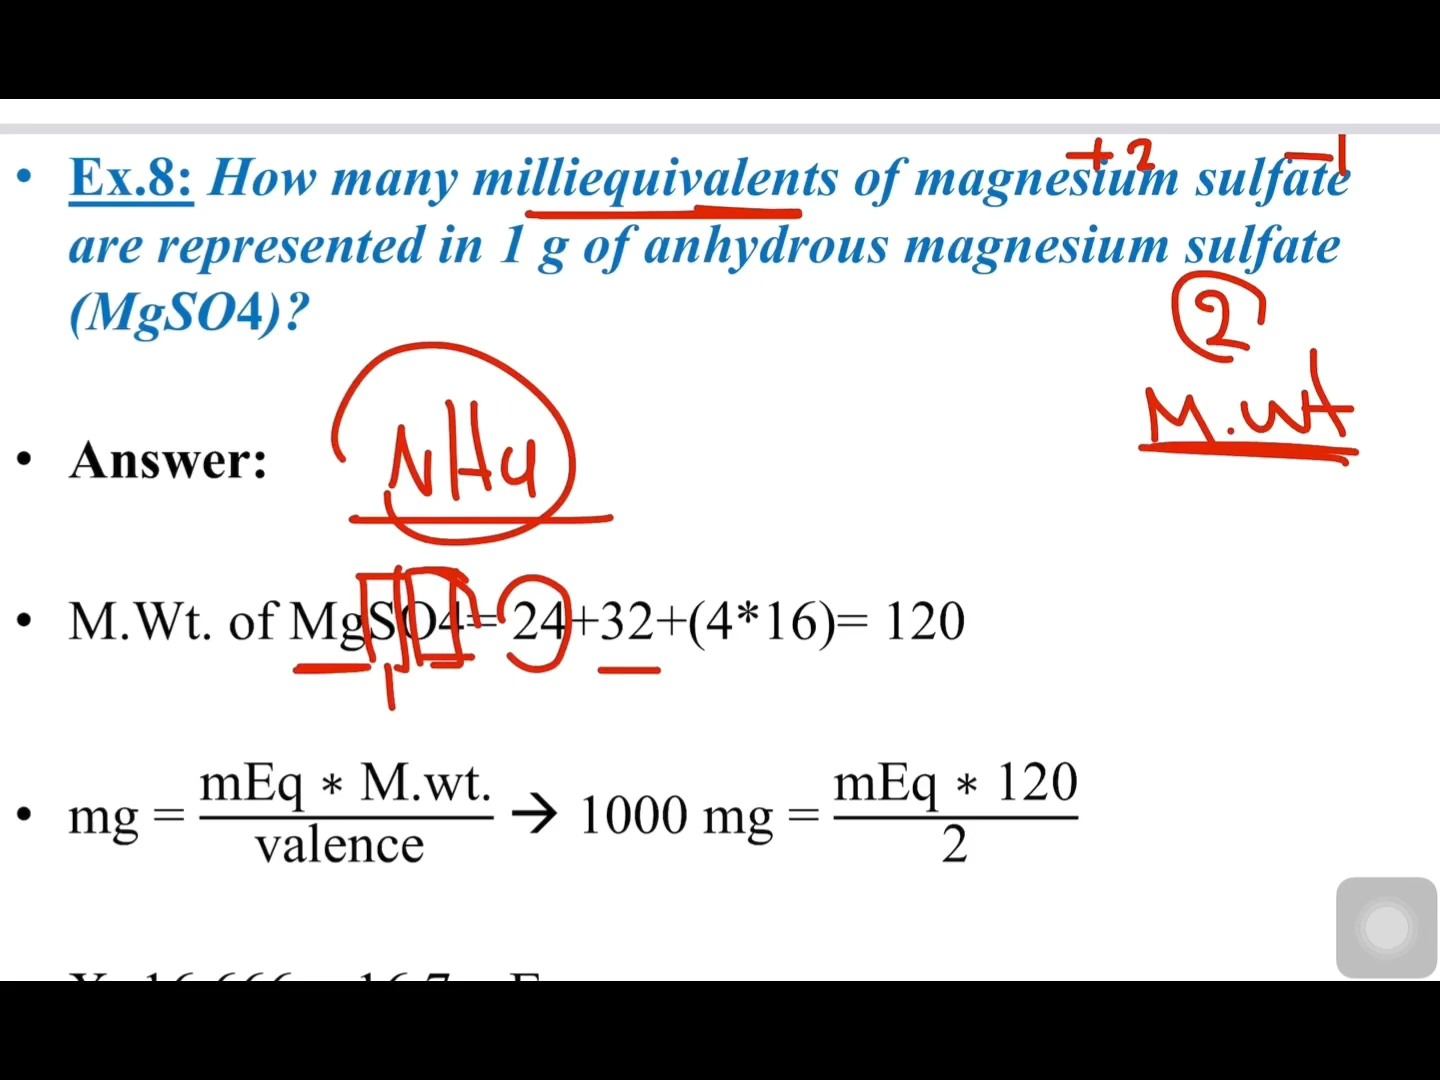 +2 -1
• Ex.8: How many milliequivalents of magnesium sulfate
are represented in 1 g of anhydrous magnesium sulfate
(MgSO4)?
2
M.wt
NH4
• Answer:
• M.Wt. of MgSO4= 24+32+(4*16)= 120
• mg = mEq * M.wt. / valence → 1000 mg = mEq * 120 / 2